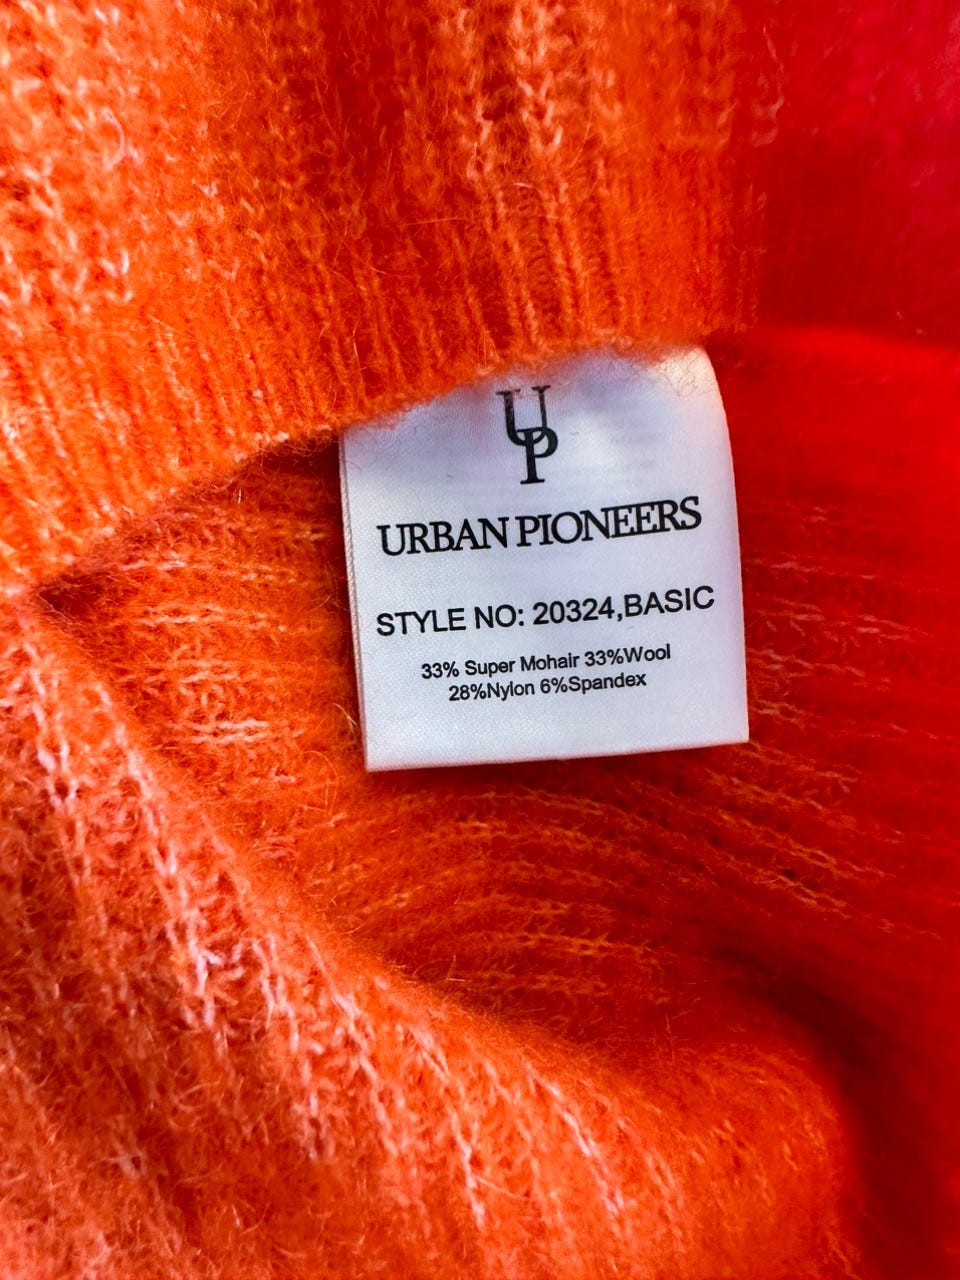 UP
URBAN PIONEERS
STYLE NO: 20324,BASIC
33% Super Mohair 33%Wool
28%Nylon 6%Spandex